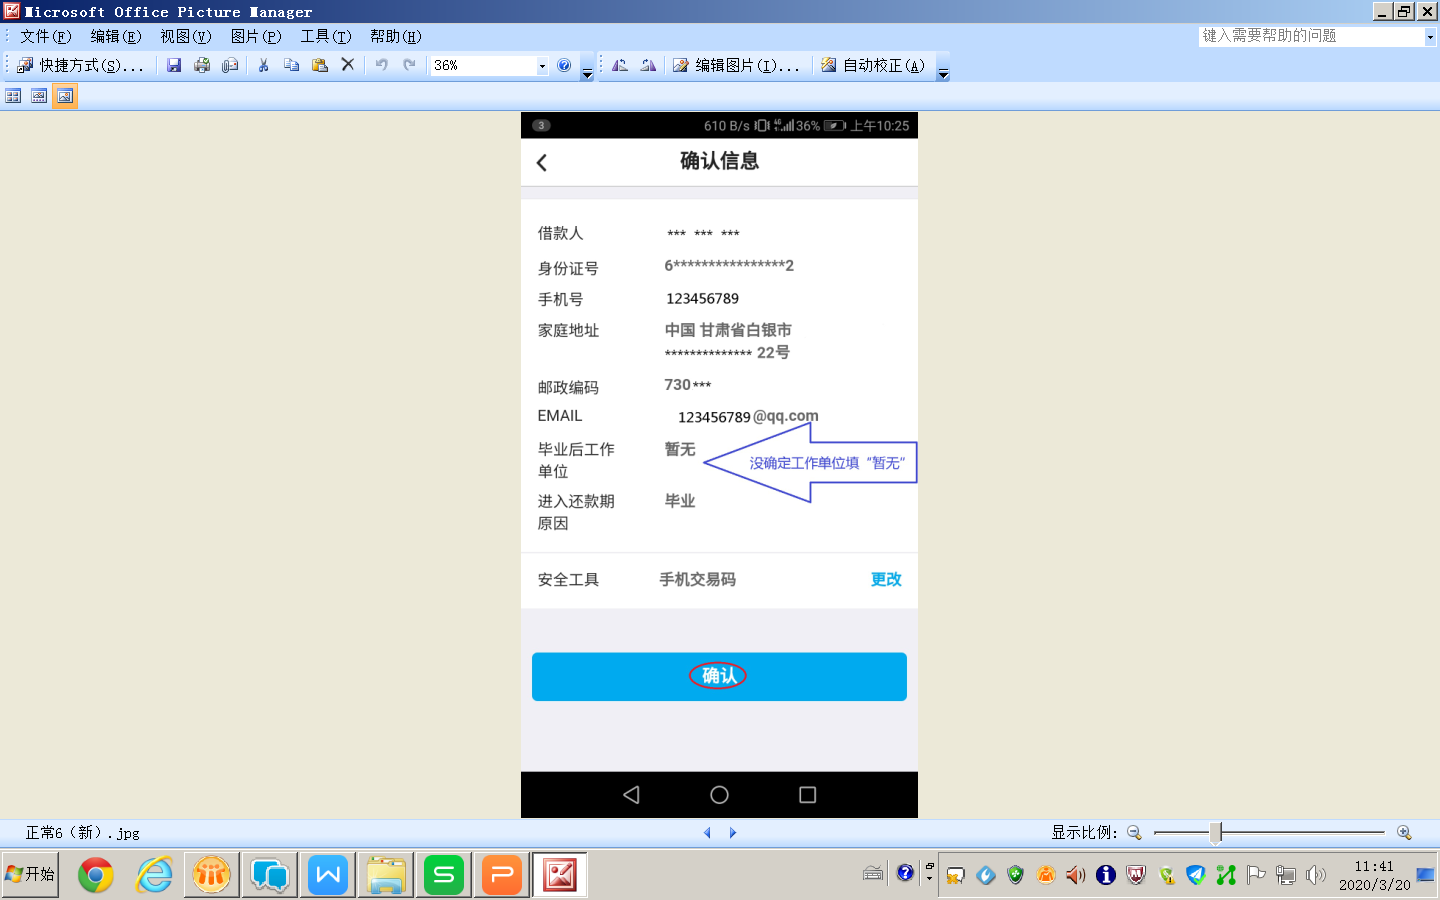 Microsoft Office Picture Manager
文件(F) 编辑(E) 视图(V) 图片(P) 工具(T) 帮助(H) 键入需要帮助的问题
快捷方式(S)... 36% 编辑图片(I)... 自动校正(A)
3 610 B/s 36% 上午10:25
确认信息
借款人 *** *** ***
身份证号 6****************2
手机号 123456789
家庭地址 中国 甘肃省白银市
************** 22号
邮政编码 730***
EMAIL 123456789@qq.com
毕业后工作 暂无
单位
没确定工作单位填“暂无”
进入还款期 毕业
原因
安全工具 手机交易码 更改
确认
正常6（新）.jpg 显示比例:
开始 11:41
2020/3/20